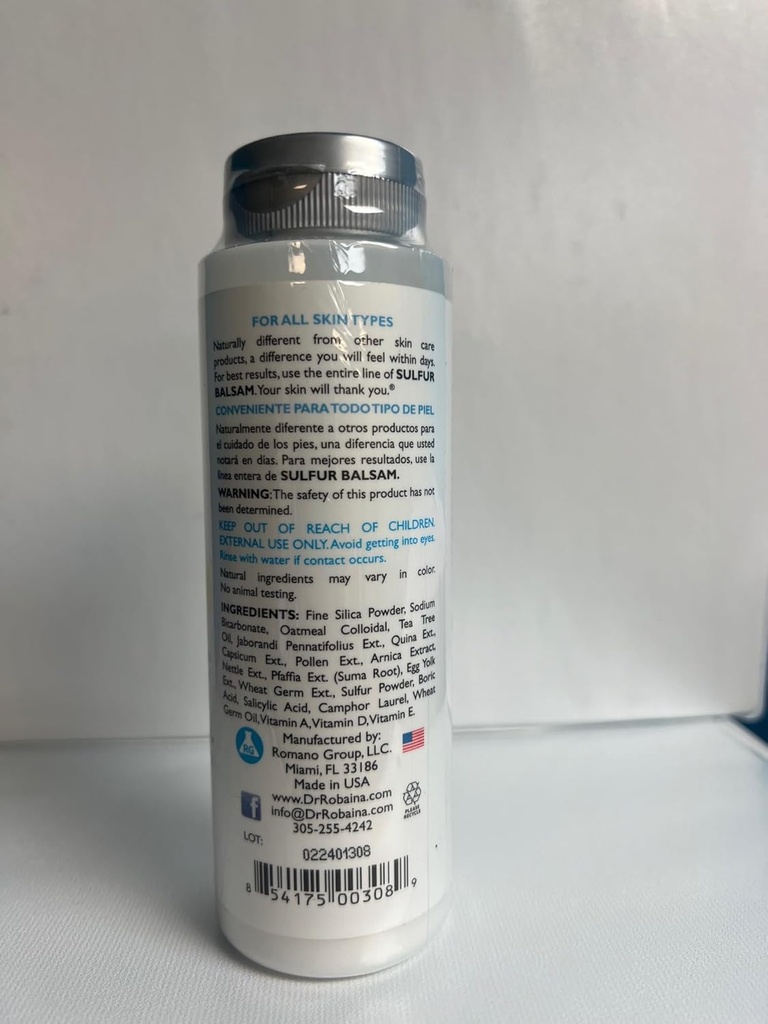 FOR ALL SKIN TYPES
Naturally different from other skin care
products, a difference you will feel within days.
For best results, use the entire line of SULFUR
BALSAM. Your skin will thank you.®
CONVENIENTE PARA TODO TIPO DE PIEL
Naturalmente diferente a otros productos para
el cuidado de los pies, una diferencia que usted
notará en días. Para mejores resultados, use la
línea entera de SULFUR BALSAM.
WARNING: The safety of this product has not
been determined.
KEEP OUT OF REACH OF CHILDREN.
EXTERNAL USE ONLY. Avoid getting into eyes.
Rinse with water if contact occurs.
Natural ingredients may vary in color.
No animal testing.
INGREDIENTS: Fine Silica Powder, Sodium
Bicarbonate, Oatmeal Colloidal, Tea Tree
Oil, Jaborandi Pennatifolius Ext., Quina Ext.,
Capsicum Ext., Pollen Ext., Arnica Extract,
Nettle Ext., Pfaffia Ext. (Suma Root), Egg Yolk
Ext., Wheat Germ Ext., Sulfur Powder, Boric
Acid, Salicylic Acid, Camphor Laurel, Wheat
Germ Oil, Vitamin A, Vitamin D, Vitamin E.
RG
Manufactured by:
Romano Group, LLC.
Miami, FL 33186
Made in USA
www.DrRobaina.com
f
info@DrRobaina.com
305-255-4242
PLEASE
RECYCLE
LOT:
022401308
8 54175 00308 9